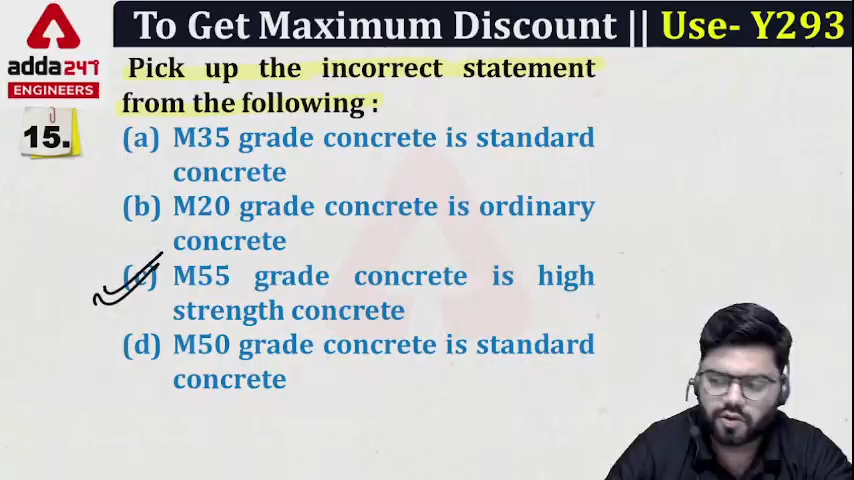 To Get Maximum Discount || Use- Y293
adda247
ENGINEERS
15.
Pick up the incorrect statement
from the following :
(a) M35 grade concrete is standard
concrete
(b) M20 grade concrete is ordinary
concrete
(c) M55 grade concrete is high
strength concrete
(d) M50 grade concrete is standard
concrete